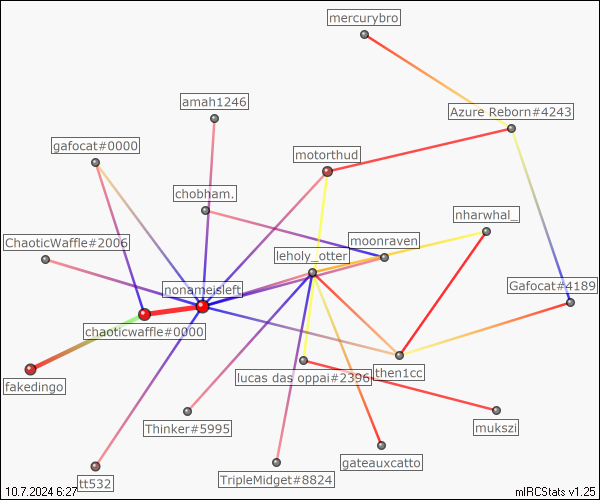 mercurybro
amah1246
Azure Reborn#4243
gafocat#0000
motorthud
chobham.
nharwhal_
ChaoticWaffle#2006
moonraven
leholy_otter
nonameisleft
Gafocat#4189
chaoticwaffle#0000
fakedingo
lucas das oppai#2396
then1cc
Thinker#5995
mukszi
gateauxcatto
TripleMidget#8824
tt532
10.7.2024 6:27
mIRCStats v1.25